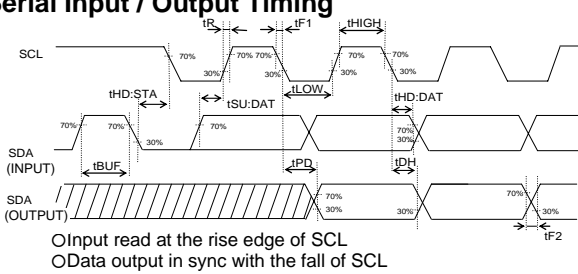 Serial Input / Output Timing
tR tF1 tHIGH
SCL 70% 70% 70% 70%
30% 30% 30% 30%
tHD:STA tSU:DAT tLOW tHD:DAT
70% 70% 70% 70%
30% 30%
SDA
(INPUT)
tBUF tPD tDH
SDA
(OUTPUT)
70% 70%
30% 30% 30%
tF2
○Input read at the rise edge of SCL
○Data output in sync with the fall of SCL